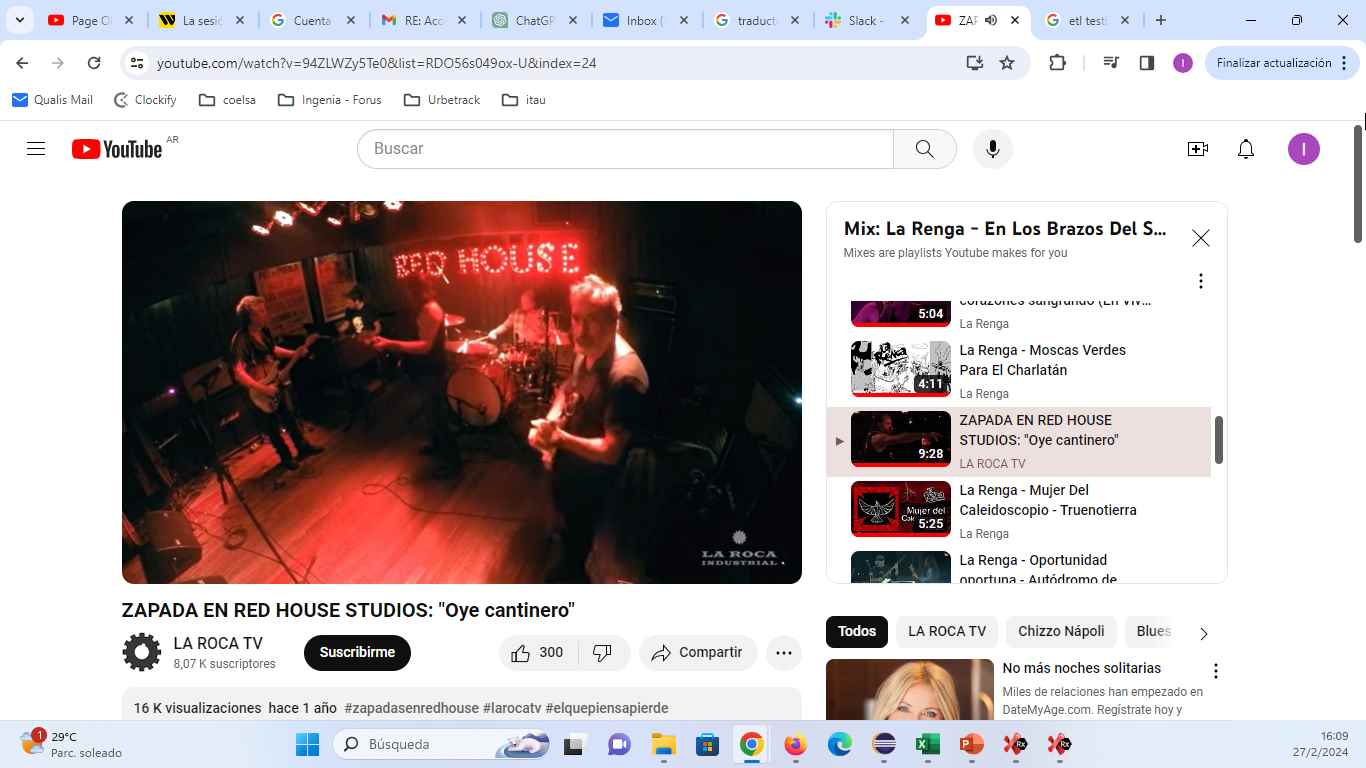 Page O
La sesió
Cuenta
RE: Acc
ChatGP
Inbox (
traduct
Slack -
ZAP
etl testi
youtube.com/watch?v=94ZLWZy5Te0&list=RDO56s049ox-U&index=24
I
Finalizar actualización
Qualis Mail
Clockify
coelsa
Ingenia - Forus
Urbetrack
itau
YouTube AR
Buscar
I
RED HOUSE
LA ROCA
INDUSTRIAL
Mix: La Renga - En Los Brazos Del S...
Mixes are playlists Youtube makes for you
corazones sangrando (En Viv...
5:04
La Renga
La Renga - Moscas Verdes
Para El Charlatán
4:11
La Renga
ZAPADA EN RED HOUSE
STUDIOS: "Oye cantinero"
9:28
LA ROCA TV
La Renga - Mujer Del
Caleidoscopio - Truenotierra
Mujer del
5:25
La Renga
La Renga - Oportunidad
oportuna - Autódromo de
ZAPADA EN RED HOUSE STUDIOS: "Oye cantinero"
LA ROCA TV
8,07 K suscriptores
Suscribirme
300
Compartir
16 K visualizaciones hace 1 año #zapadasenredhouse #larocatv #elquepiensapierde
Todos
LA ROCA TV
Chizzo Nápoli
Blues
No más noches solitarias
Miles de relaciones han empezado en
DateMyAge.com. Regístrate hoy y
1
29°C
Parc. soleado
Búsqueda
Rx
Rx
16:09
27/2/2024